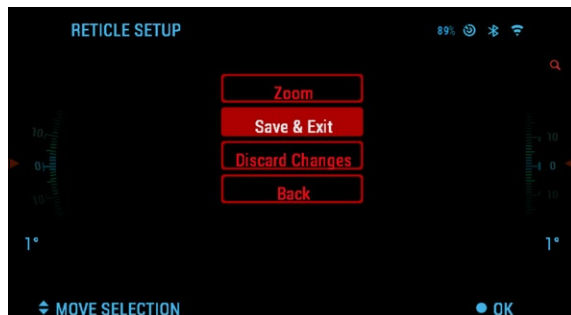 RETICLE SETUP
89%
Zoom
Save & Exit
Discard Changes
Back
10
0
10
10
0
10
1°
1°
MOVE SELECTION
OK